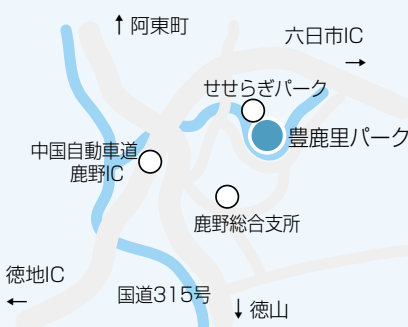 ↑阿東町
六日市IC
→
せせらぎパーク
豊鹿里パーク
中国自動車道
鹿野IC
鹿野総合支所
徳地IC
←
国道315号
↓徳山